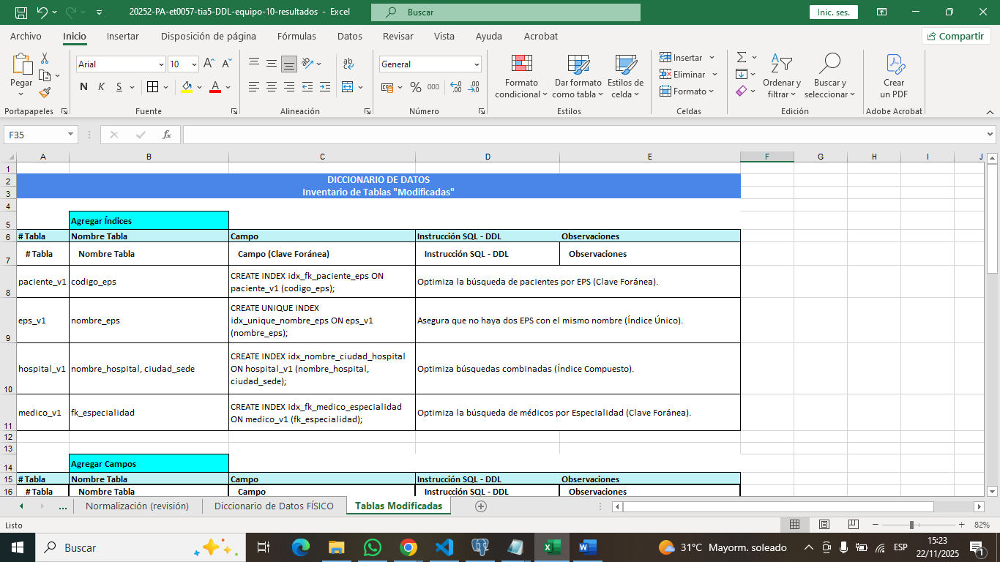 20252-PA-et0057-tia5-DDL-equipo-10-resultados - Excel
Buscar
Inic. ses.
Archivo Inicio Insertar Disposición de página Fórmulas Datos Revisar Vista Ayuda Acrobat Compartir
Pegar
Portapapeles
Arial 10
N K S
Fuente
ab
Alineación
General
% 000
Número
Formato condicional
Dar formato como tabla
Estilos de celda
Estilos
Insertar
Eliminar
Formato
Celdas
Ordenar y filtrar
Buscar y seleccionar
Edición
Crear un PDF
Adobe Acrobat
F35 fx
A B C D E F G H I J
1
2 DICCIONARIO DE DATOS
3 Inventario de Tablas "Modificadas"
4
5 Agregar Índices
6 # Tabla Nombre Tabla Campo Instrucción SQL - DDL Observaciones
7 # Tabla Nombre Tabla Campo (Clave Foránea) Instrucción SQL - DDL Observaciones
8 paciente_v1 codigo_eps CREATE INDEX idx_fk_paciente_eps ON paciente_v1 (codigo_eps); Optimiza la búsqueda de pacientes por EPS (Clave Foránea).
9 eps_v1 nombre_eps CREATE UNIQUE INDEX idx_unique_nombre_eps ON eps_v1 (nombre_eps); Asegura que no haya dos EPS con el mismo nombre (Índice Único).
10 hospital_v1 nombre_hospital, ciudad_sede CREATE INDEX idx_nombre_ciudad_hospital ON hospital_v1 (nombre_hospital, ciudad_sede); Optimiza búsquedas combinadas (Índice Compuesto).
11 medico_v1 fk_especialidad CREATE INDEX idx_fk_medico_especialidad ON medico_v1 (fk_especialidad); Optimiza la búsqueda de médicos por Especialidad (Clave Foránea).
12
13
14 Agregar Campos
15 # Tabla Nombre Tabla Campo Instrucción SQL - DDL Observaciones
16 # Tabla Nombre Tabla Campo Instrucción SQL - DDL Observaciones
... Normalización (revisión) Diccionario de Datos FÍSICO Tablas Modificadas
Listo 82%
Buscar
31°C Mayorm. soleado
ESP
15:23
22/11/2025
1